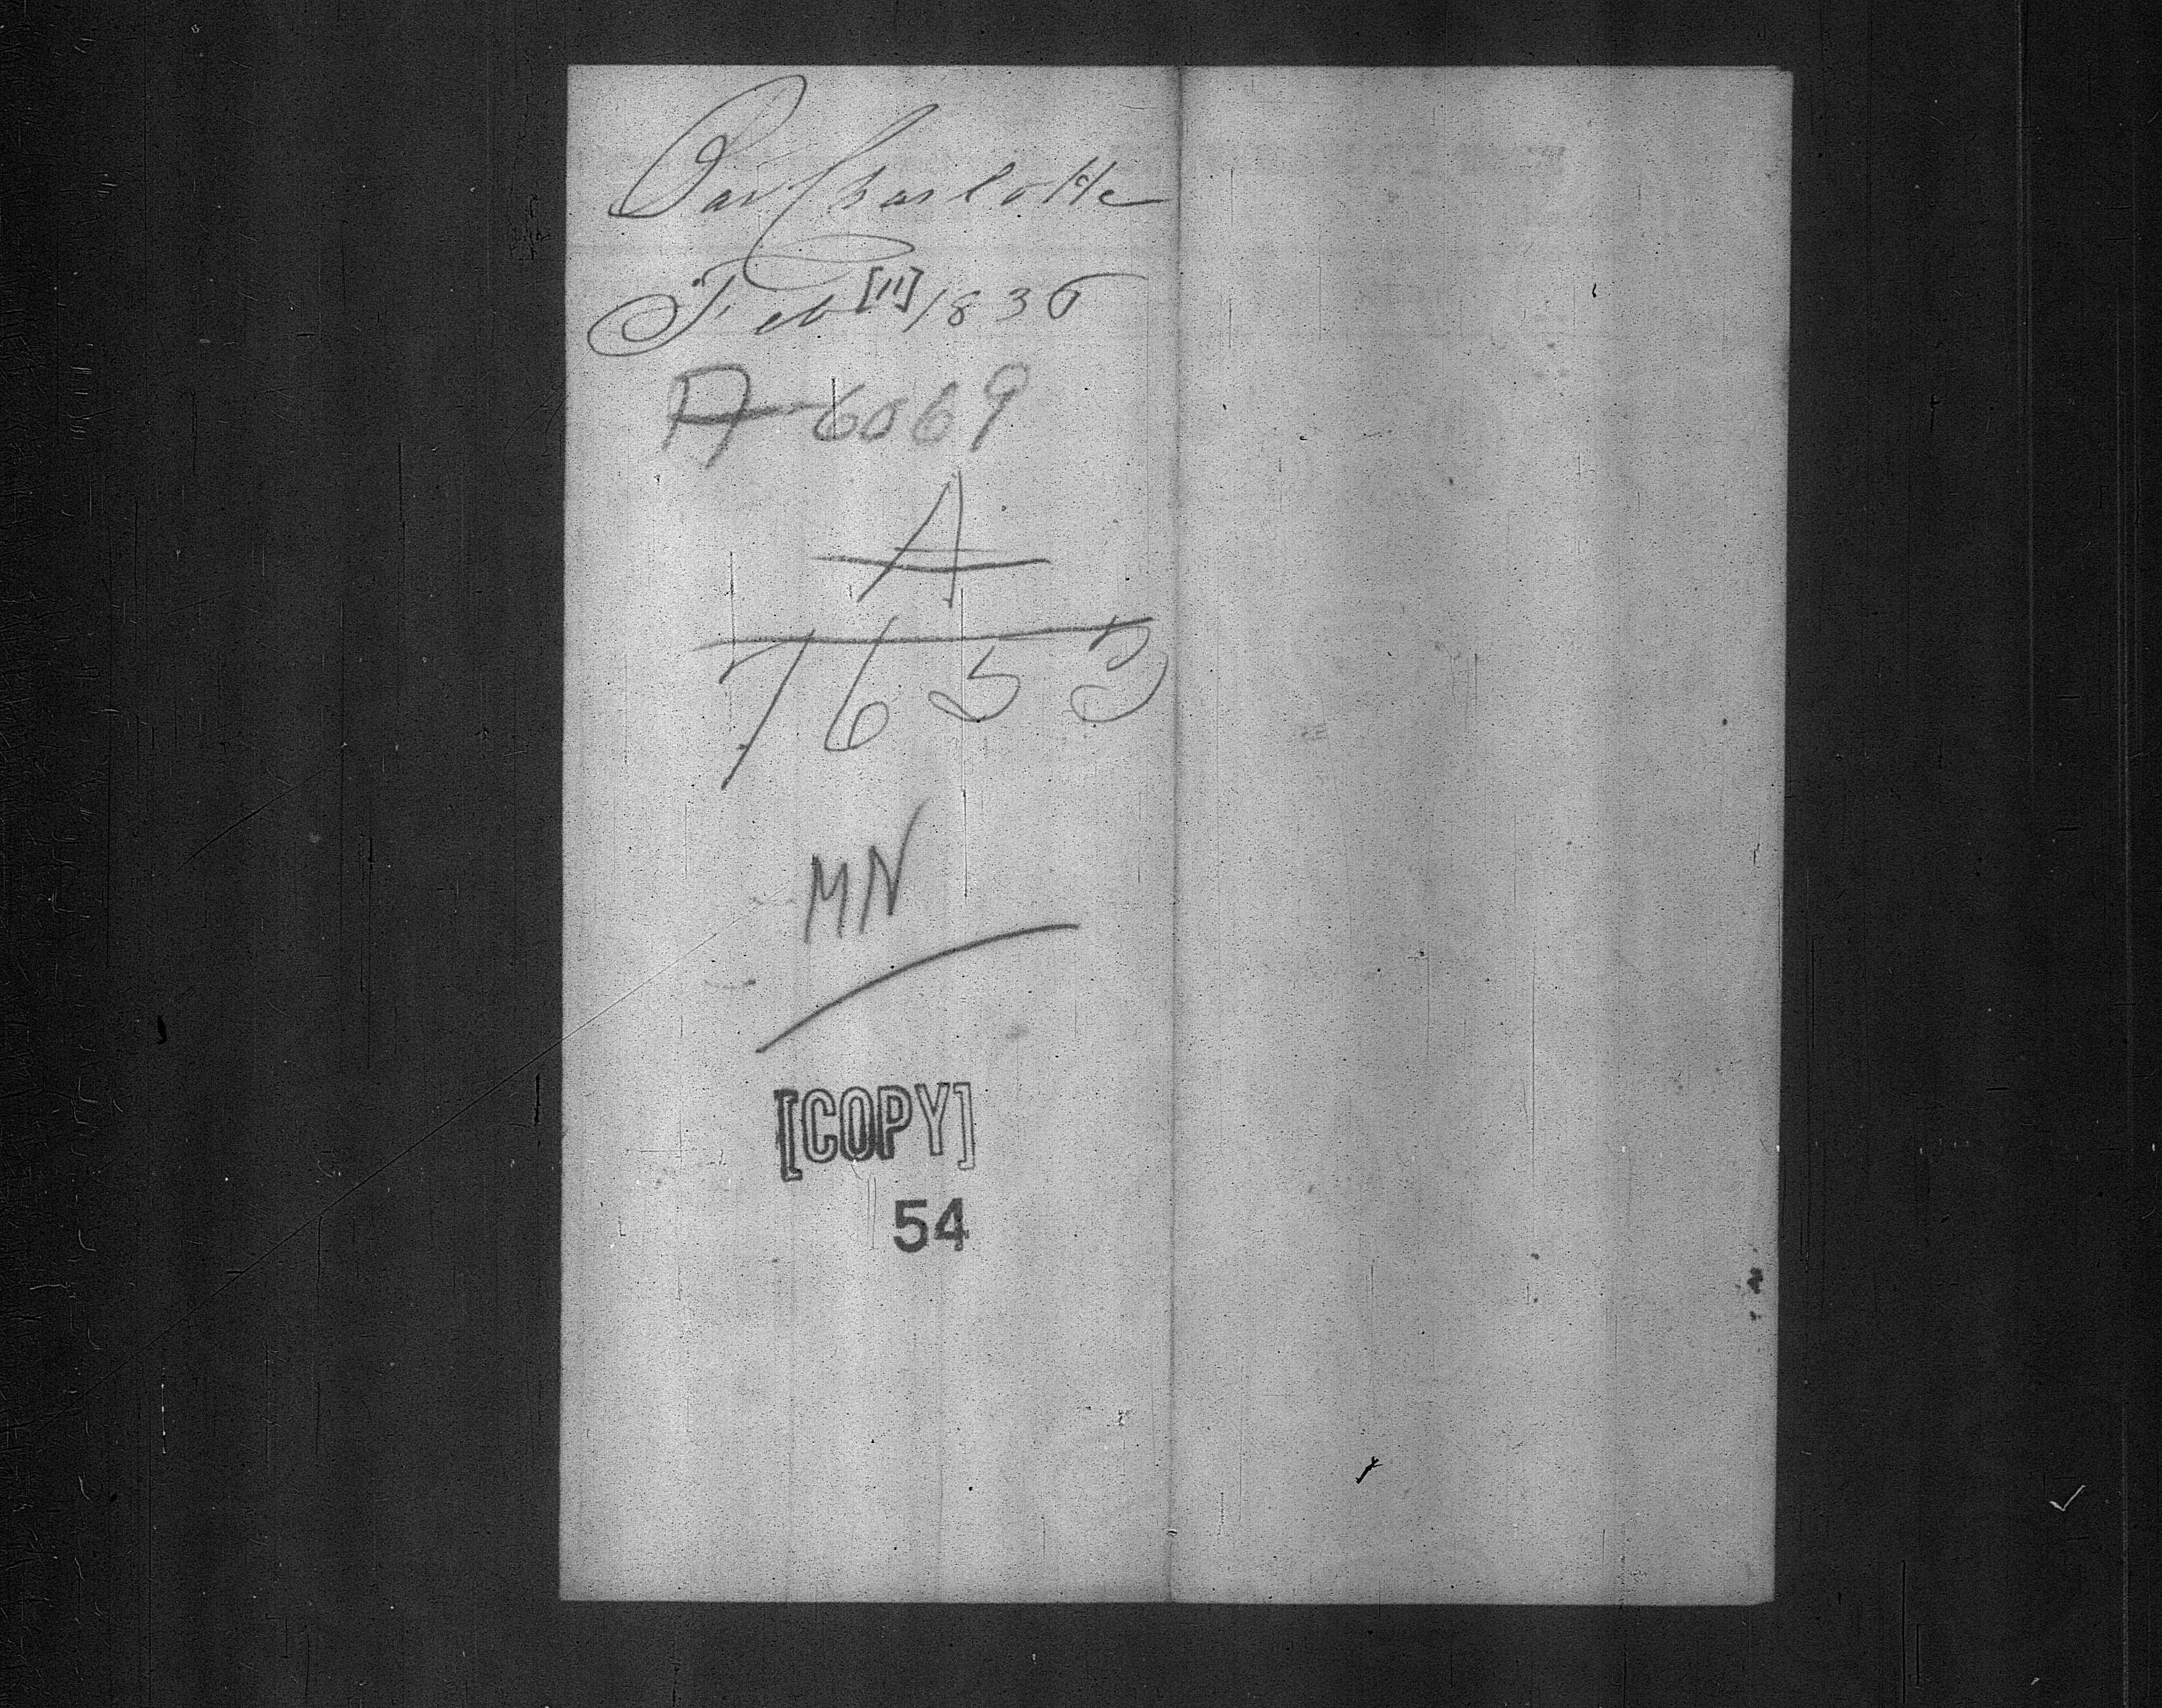 Charlotte
Feb [11] 1836
A 6069
A
7653
MN
[COPY]
54